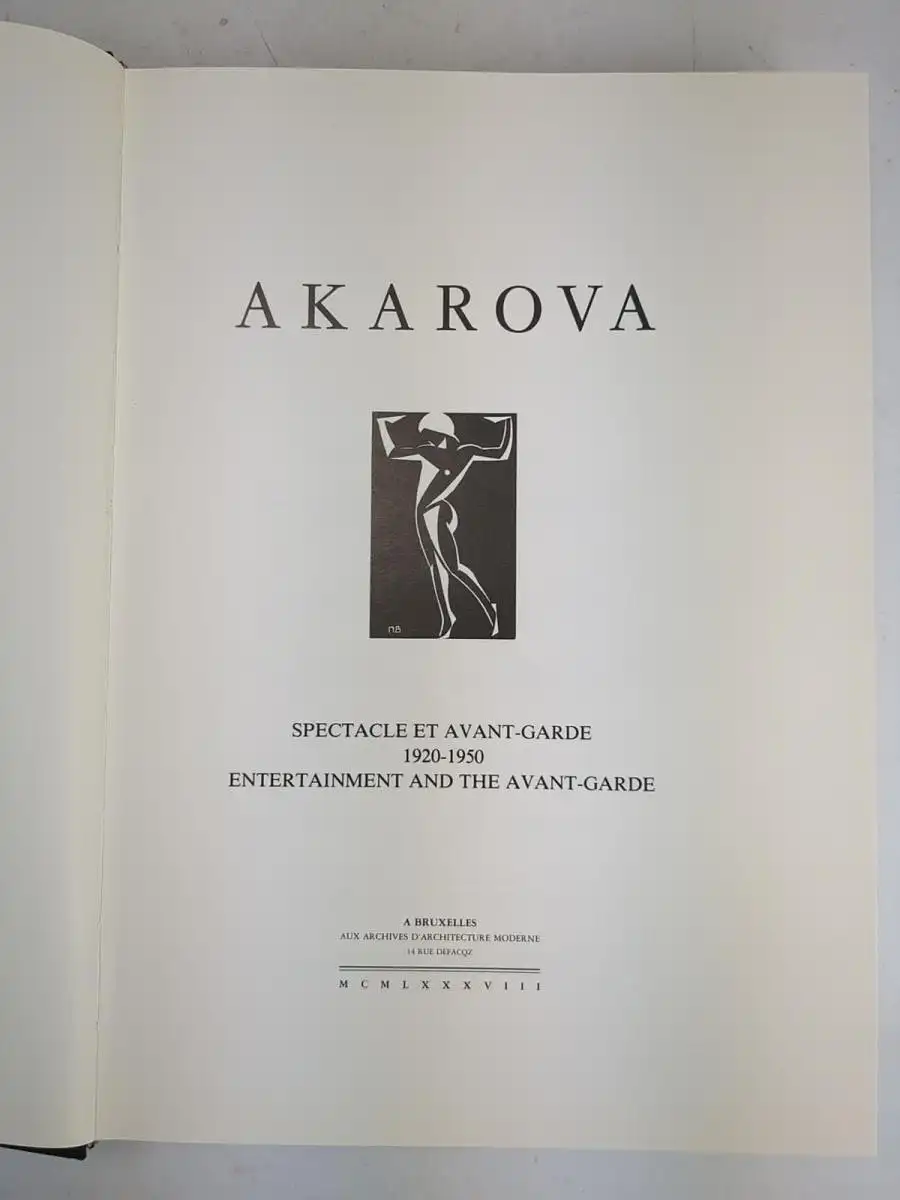 AKAROVA
MB
SPECTACLE ET AVANT-GARDE
1920-1950
ENTERTAINMENT AND THE AVANT-GARDE
A BRUXELLES
AUX ARCHIVES D'ARCHITECTURE MODERNE
14 RUE DEFACQZ
MCMLXXXVIII